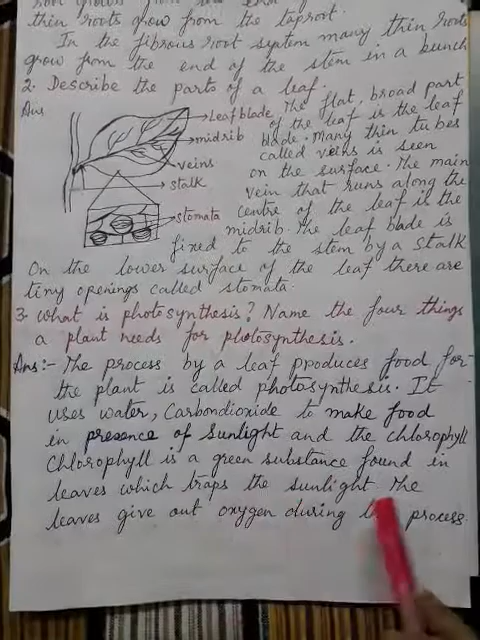 thin roots grow from the taproot.
In the fibrous root system many thin roots
grow from the end of the stem in a bunch
2. Describe the parts of a leaf.
Ans
Leaf blade
midrib
veins
stalk
stomata
The flat, broad part
of the leaf is the leaf
blade. Many thin tubes
called veins is seen
on the surface. The main
vein that runs along the
centre of the leaf is the
midrib. The leaf blade is
fixed to the stem by a stalk
On the lower surface of the leaf there are
tiny openings called stomata.
3. What is photosynthesis? Name the four things
a plant needs for photosynthesis.
Ans:- The process by a leaf produces food for
the plant is called photosynthesis. It
uses water, Carbondioxide to make food
in presence of Sunlight and the chlorophyll
Chlorophyll is a green substance found in
leaves which traps the sunlight The
leaves give out oxygen during process.